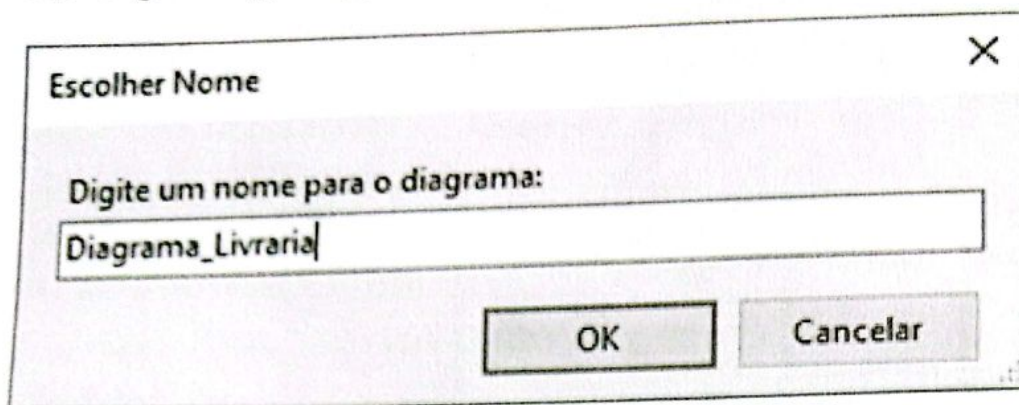 Escolher Nome
Digite um nome para o diagrama:
Diagrama_Livraria
OK
Cancelar